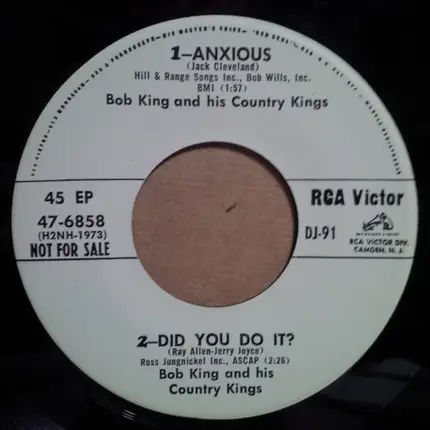 1-ANXIOUS
(Jack Cleveland)
Hill & Range Songs Inc., Bob Wills, Inc.
BMI (1:57)
Bob King and his Country Kings
45 EP
47-6858
(H2NH-1973)
NOT FOR SALE
RCA Victor
DJ-91
RCA VICTOR DIV.
CAMDEN, N. J.
2-DID YOU DO IT?
(Ray Allen-Jerry Joyce)
Ross Jungnickel Inc., ASCAP (2:26)
Bob King and his
Country Kings